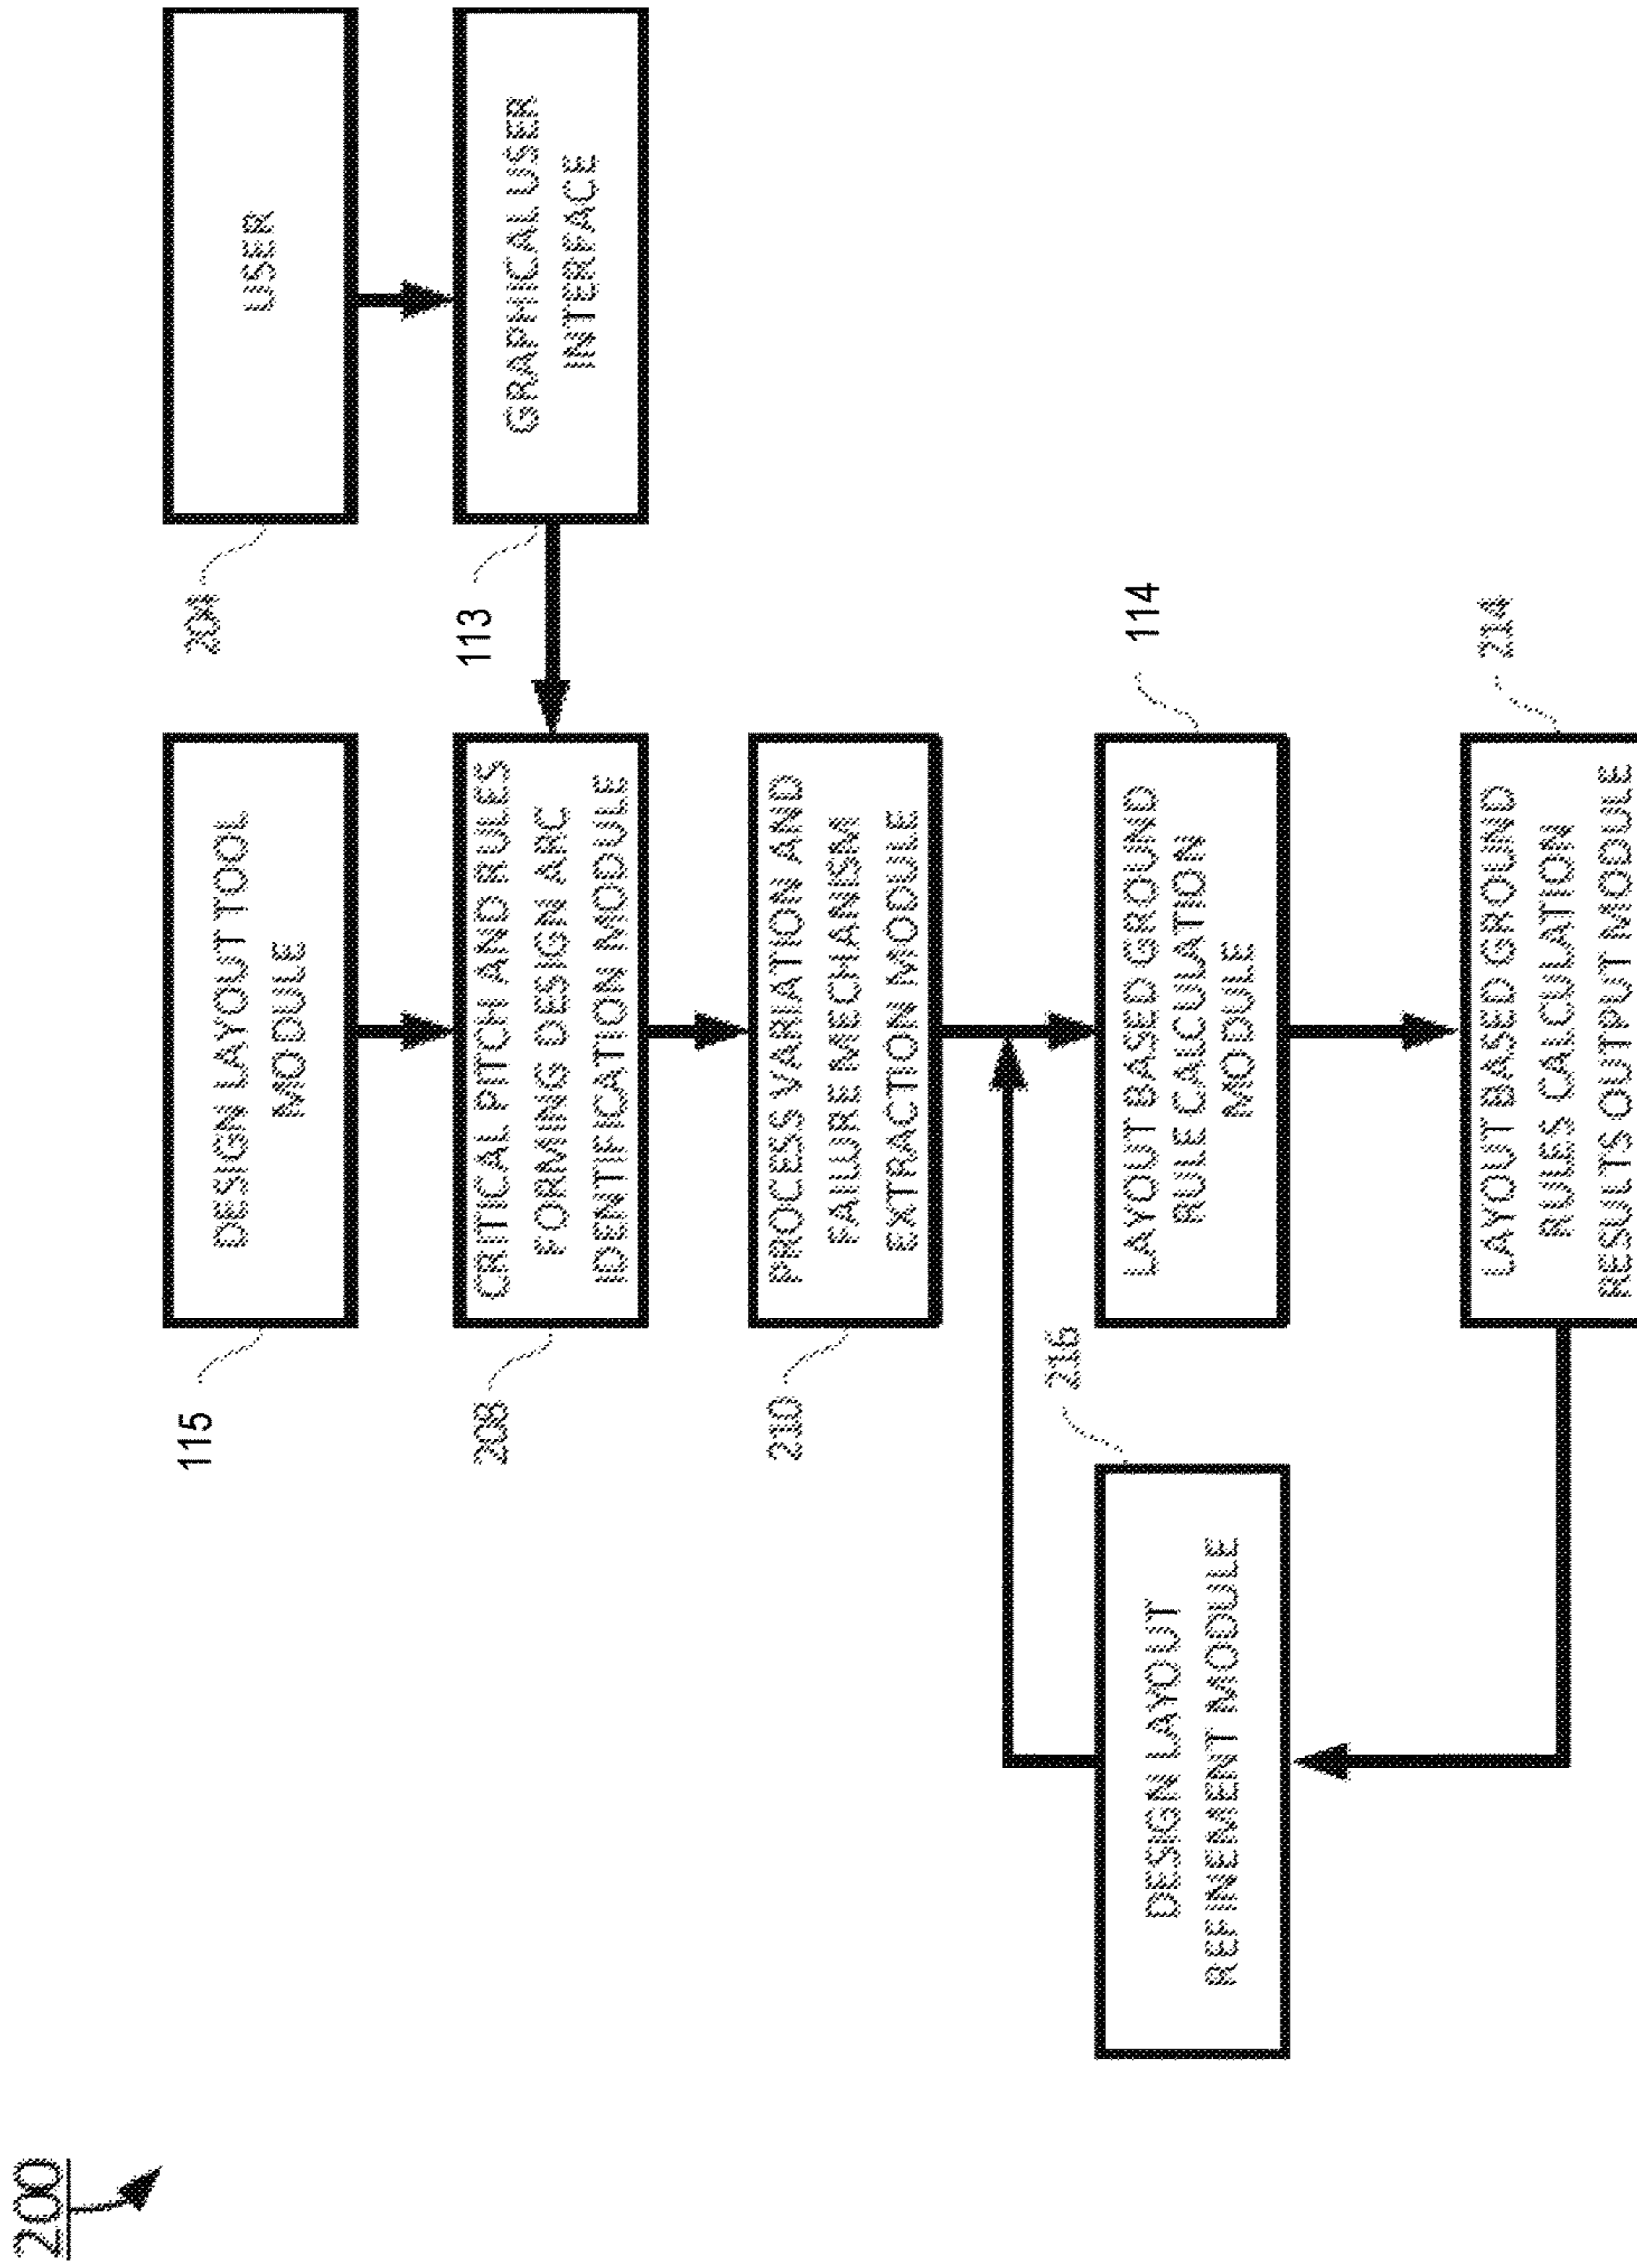 200
USER
204
GRAPHICAL USER
INTERFACE
113
DESIGN LAYOUT TOOL
MODULE
115
CRITICAL PITCH AND RULES
FORMING DESIGN ARC
IDENTIFICATION MODULE
208
PROCESS VARIATION AND
FAILURE MECHANISM
EXTRACTION MODULE
210
LAYOUT BASED GROUND
RULE CALCULATION
MODULE
114
LAYOUT BASED GROUND
RULES CALCULATION
RESULTS OUTPUT MODULE
214
DESIGN LAYOUT
REFINEMENT MODULE
216